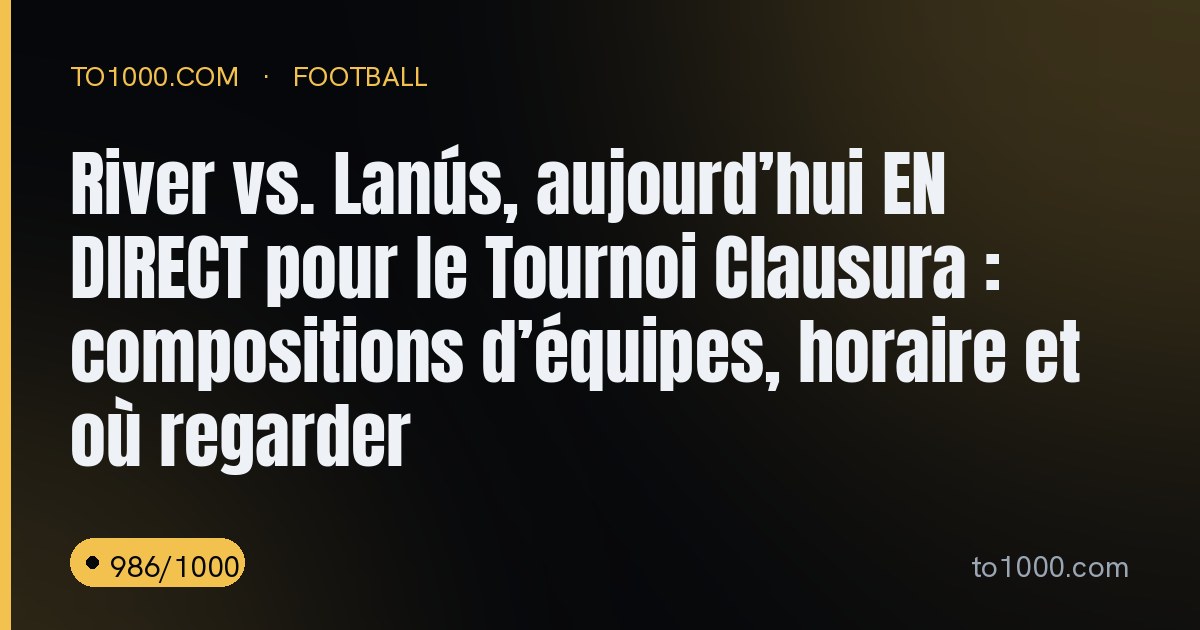 TO1000.COM · FOOTBALL
River vs. Lanús, aujourd’hui EN
DIRECT pour le Tournoi Clausura :
compositions d’équipes, horaire et
où regarder
986/1000
to1000.com